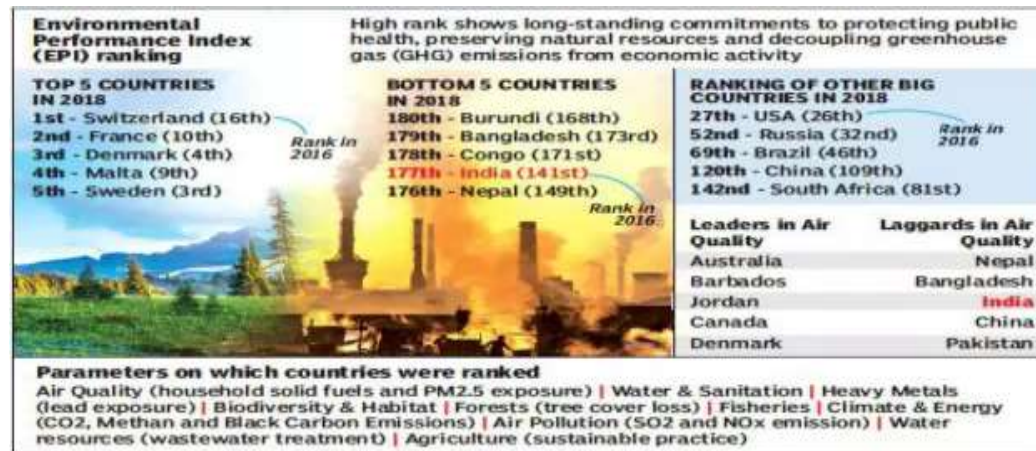 Environmental
Performance Index
(EPI) ranking
High rank shows long-standing commitments to protecting public
health, preserving natural resources and decoupling greenhouse
gas (GHG) emissions from economic activity
TOP 5 COUNTRIES
IN 2018
1st - Switzerland (16th)
2nd - France (10th)
3rd - Denmark (4th)
4th - Malta (9th)
5th - Sweden (3rd)
Rank in
2016
BOTTOM 5 COUNTRIES
IN 2018
180th - Burundi (168th)
179th - Bangladesh (173rd)
178th - Congo (171st)
177th - India (141st)
176th - Nepal (149th)
Rank in
2016
RANKING OF OTHER BIG
COUNTRIES IN 2018
27th - USA (26th)
52nd - Russia (32nd)
69th - Brazil (46th)
120th - China (109th)
142nd - South Africa (81st)
Rank in
2016
Leaders in Air
Quality
Australia
Barbados
Jordan
Canada
Denmark
Laggards in Air
Quality
Nepal
Bangladesh
India
China
Pakistan
Parameters on which countries were ranked
Air Quality (household solid fuels and PM2.5 exposure) | Water & Sanitation | Heavy Metals
(lead exposure) | Biodiversity & Habitat | Forests (tree cover loss) | Fisheries | Climate & Energy
(CO2, Methan and Black Carbon Emissions) | Air Pollution (SO2 and NOx emission) | Water
resources (wastewater treatment) | Agriculture (sustainable practice)